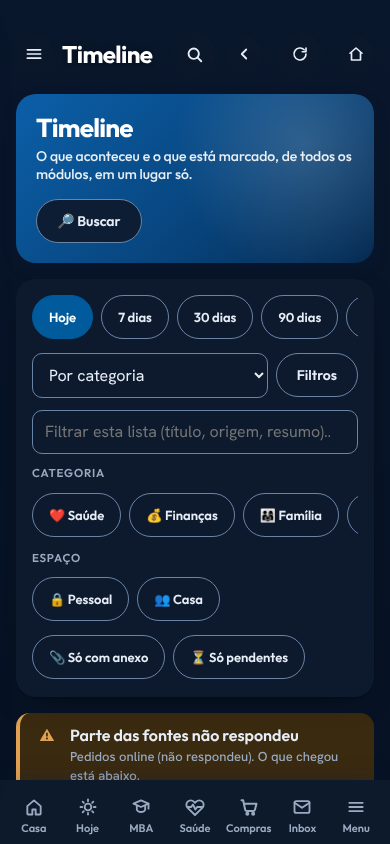 Timeline
Timeline
O que aconteceu e o que está marcado, de todos os
módulos, em um lugar só.
🔎 Buscar
Hoje
7 dias
30 dias
90 dias
Por categoria
Filtros
Filtrar esta lista (título, origem, resumo)..
CATEGORIA
❤️ Saúde
💰 Finanças
👨‍👩‍👧‍👦 Família
ESPAÇO
🔒 Pessoal
👥 Casa
📎 Só com anexo
⏳ Só pendentes
Parte das fontes não respondeu
Pedidos online (não respondeu). O que chegou
está abaixo.
Casa
Hoje
MBA
Saúde
Compras
Inbox
Menu